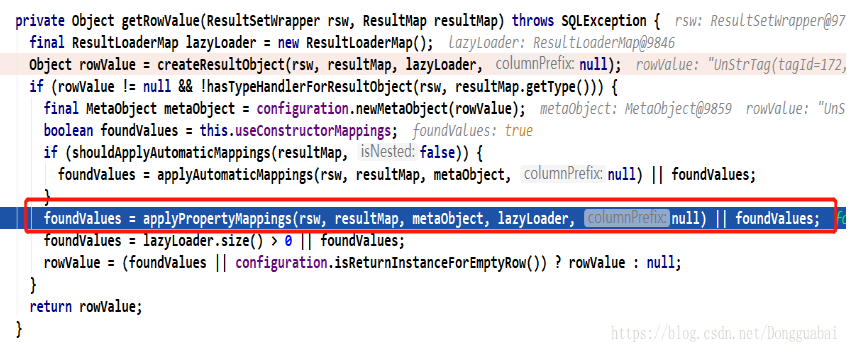 private Object getRowValue(ResultSetWrapper rsw, ResultMap resultMap) throws SQLException { rsw: ResultSetWrapper@97
final ResultLoaderMap lazyLoader = new ResultLoaderMap(); lazyLoader: ResultLoaderMap@9846
Object rowValue = createResultObject(rsw, resultMap, lazyLoader, columnPrefix: null); rowValue: "UnStrTag(tagId=172,
if (rowValue != null && !hasTypeHandlerForResultObject(rsw, resultMap.getType())) {
final MetaObject metaObject = configuration.newMetaObject(rowValue); metaObject: MetaObject@9859 rowValue: "UnS
boolean foundValues = this.useConstructorMappings; foundValues: true
if (shouldApplyAutomaticMappings(resultMap, isNested: false)) {
foundValues = applyAutomaticMappings(rsw, resultMap, metaObject, columnPrefix: null) || foundValues;
}
foundValues = applyPropertyMappings(rsw, resultMap, metaObject, lazyLoader, columnPrefix: null) || foundValues;
foundValues = lazyLoader.size() > 0 || foundValues;
rowValue = (foundValues || configuration.isReturnInstanceForEmptyRow()) ? rowValue : null;
}
return rowValue;
}
https://blog.csdn.net/Dongguabai